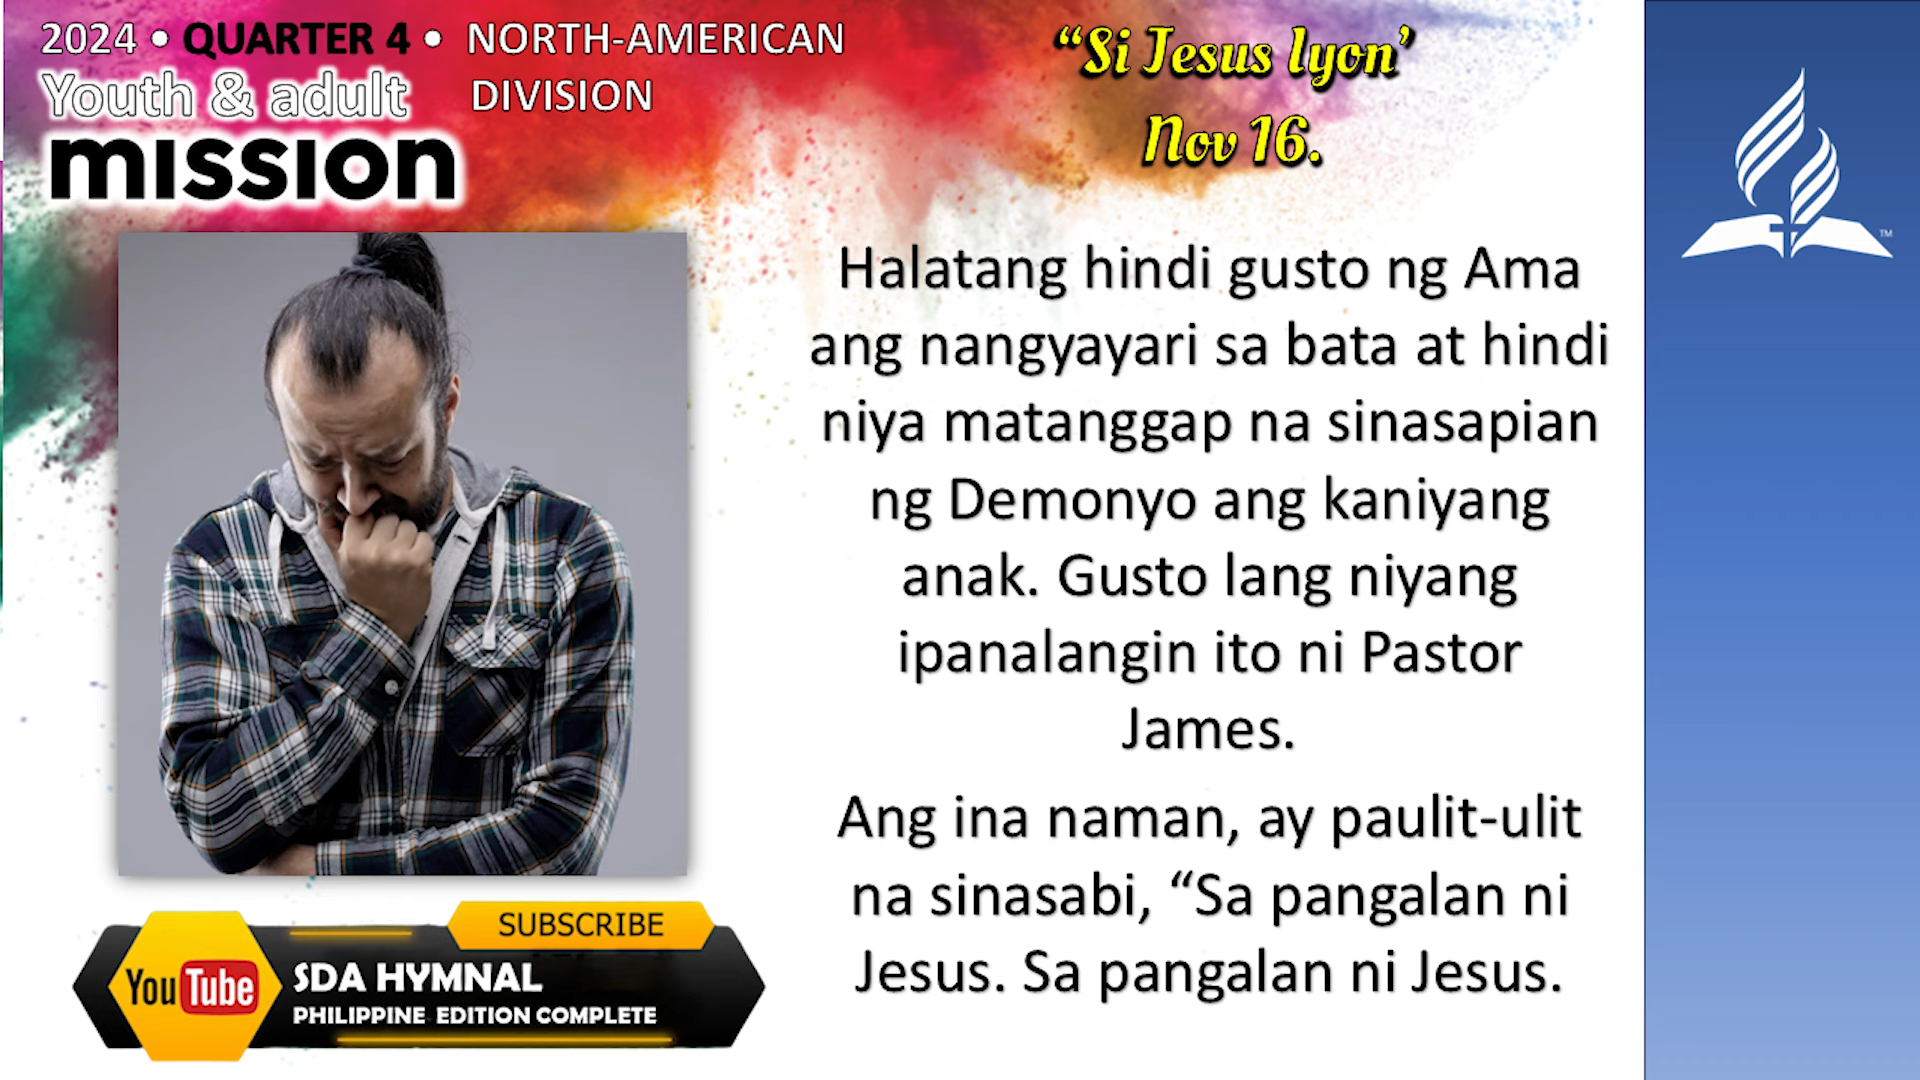 2024 • QUARTER 4 • NORTH-AMERICAN
DIVISION
Youth & adult
mission
“Si Jesus Iyon’
Nov 16.
TM
Halatang hindi gusto ng Ama
ang nangyayari sa bata at hindi
niya matanggap na sinasapian
ng Demonyo ang kaniyang
anak. Gusto lang niyang
ipanalangin ito ni Pastor
James.
Ang ina naman, ay paulit-ulit
na sinasabi, “Sa pangalan ni
Jesus. Sa pangalan ni Jesus.
SUBSCRIBE
YouTube
SDA HYMNAL
PHILIPPINE EDITION COMPLETE